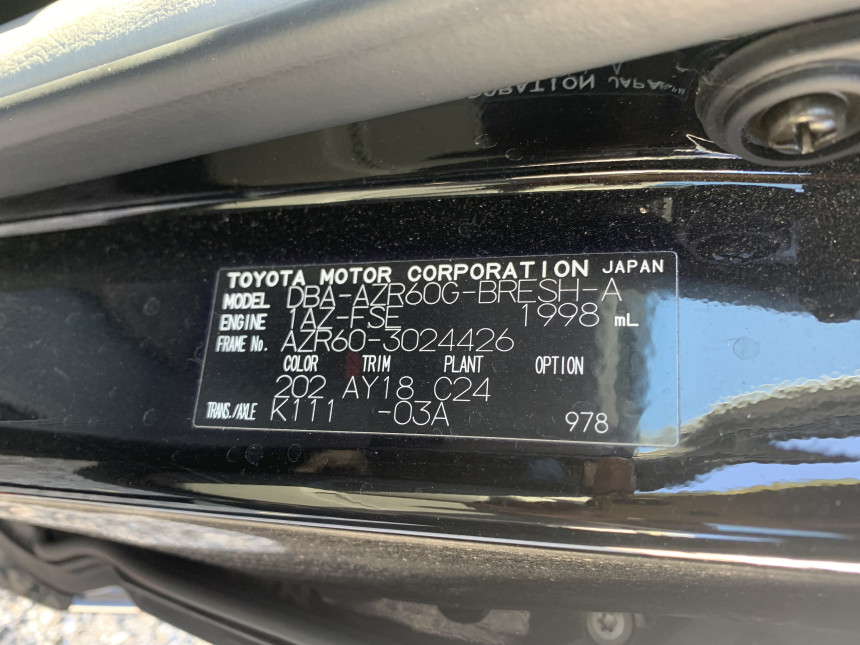 TOYOTA MOTOR CORPORATION JAPAN
MODEL DBA-AZR60G-BRESH-A
ENGINE 1AZ-FSE 1998 mL
FRAME No. AZR60-3024426
COLOR TRIM PLANT OPTION
202 AY18 C24
TRANS./AXLE K111 -03A 978